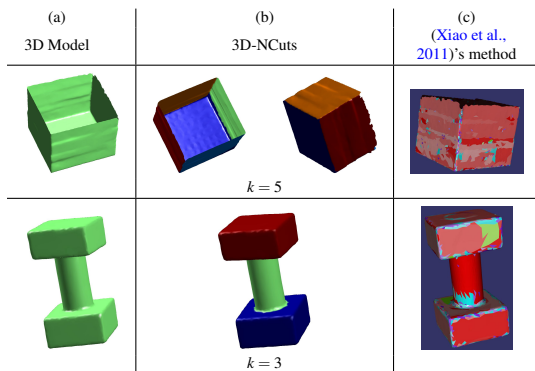 (a)
3D Model
(b)
3D-NCuts
(c)
(Xiao et al.,
2011)'s method
k = 5
k = 3